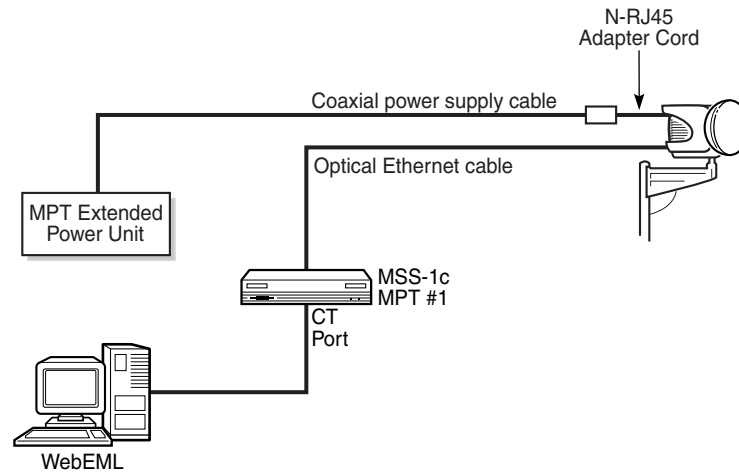 N-RJ45
Adapter Cord
Coaxial power supply cable
Optical Ethernet cable
MPT Extended
Power Unit
MSS-1c
MPT #1
CT
Port
WebEML